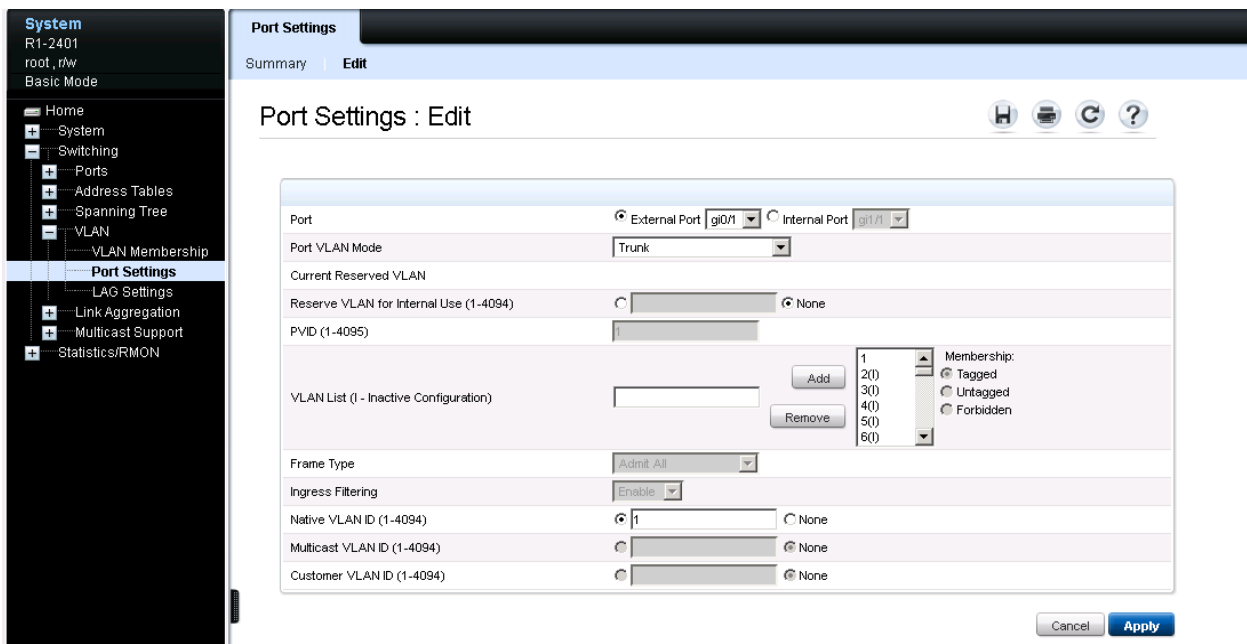 System
R1-2401
root , r/w
Basic Mode
Home
System
Switching
Ports
Address Tables
Spanning Tree
VLAN
VLAN Membership
Port Settings
LAG Settings
Link Aggregation
Multicast Support
Statistics/RMON
Port Settings
Summary Edit
Port Settings : Edit
Port External Port gi0/1 Internal Port gi1/1
Port VLAN Mode Trunk
Current Reserved VLAN
Reserve VLAN for Internal Use (1-4094) None
PVID (1-4095) 1
VLAN List (I - Inactive Configuration)
Add
Remove
1
2(I)
3(I)
4(I)
5(I)
6(I)
Membership:
Tagged
Untagged
Forbidden
Frame Type Admit All
Ingress Filtering Enable
Native VLAN ID (1-4094) 1 None
Multicast VLAN ID (1-4094) None
Customer VLAN ID (1-4094) None
Cancel Apply